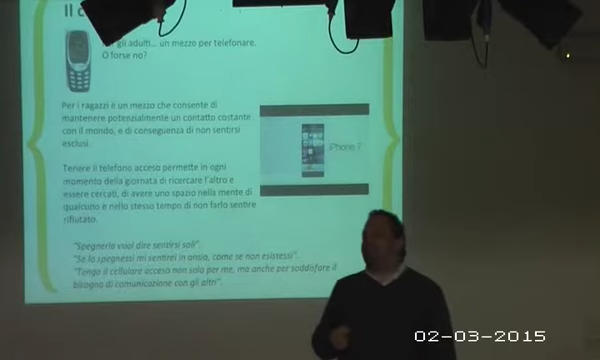 Il
gli adulti... un mezzo per telefonare.
O forse no?
Per i ragazzi è un mezzo che consente di
mantenere potenzialmente un contatto costante
con il mondo, e di conseguenza di non sentirsi
esclusi.
iPhone 7
Tenere il telefono acceso permette in ogni
momento della giornata di ricercare l'altro e
essere cercati, di avere uno spazio nella mente di
qualcuno e nello stesso tempo di non farlo sentire
rifiutato.
"Spegnerlo vuol dire sentirsi soli".
"Se lo spegnessi mi sentirei in ansia, come se non esistessi".
"Tengo il cellulare acceso non solo per me, ma anche per soddisfare il
bisogno di comunicazione con gli altri".
02-03-2015